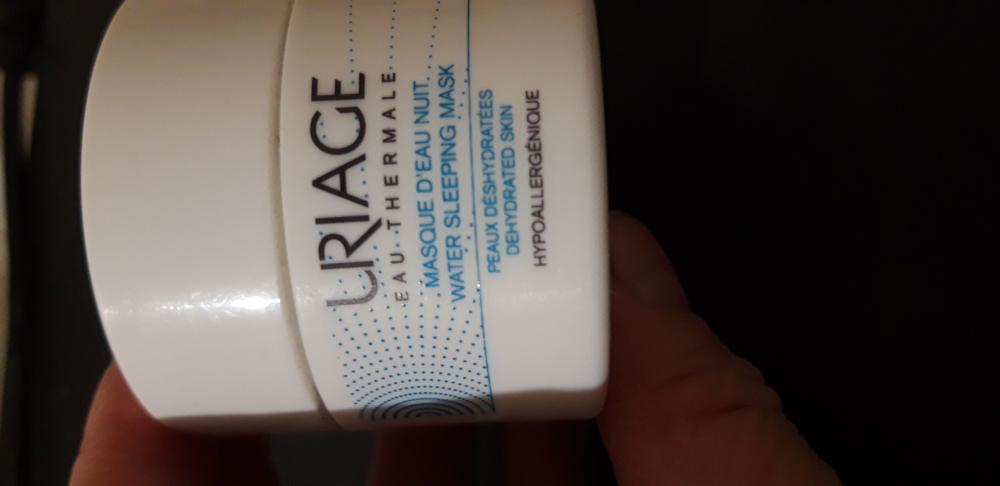 URIAGE
EAU THERMALE
MASQUE D'EAU NUIT
WATER SLEEPING MASK
PEAUX DÉSHYDRATÉES
DEHYDRATED SKIN
HYPOALLERGÉNIQUE